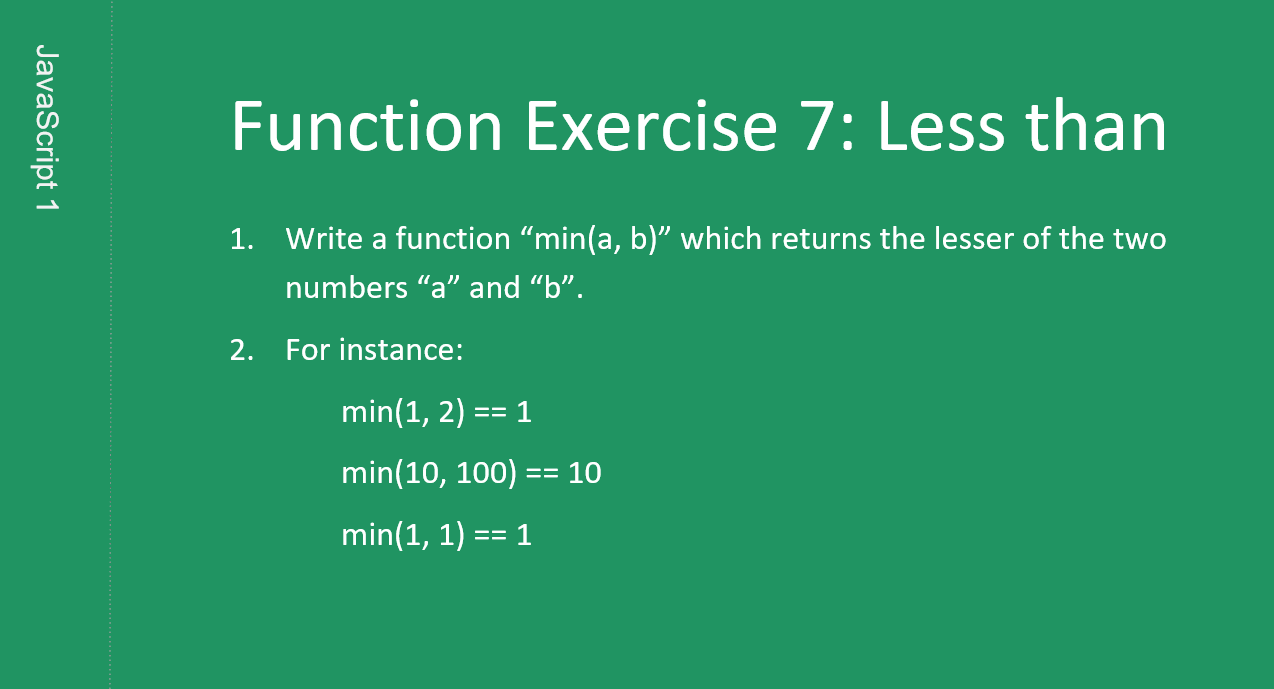 JavaScript 1
Function Exercise 7: Less than
1. Write a function “min(a, b)” which returns the lesser of the two
numbers “a” and “b”.
2. For instance:
min(1, 2) == 1
min(10, 100) == 10
min(1, 1) == 1